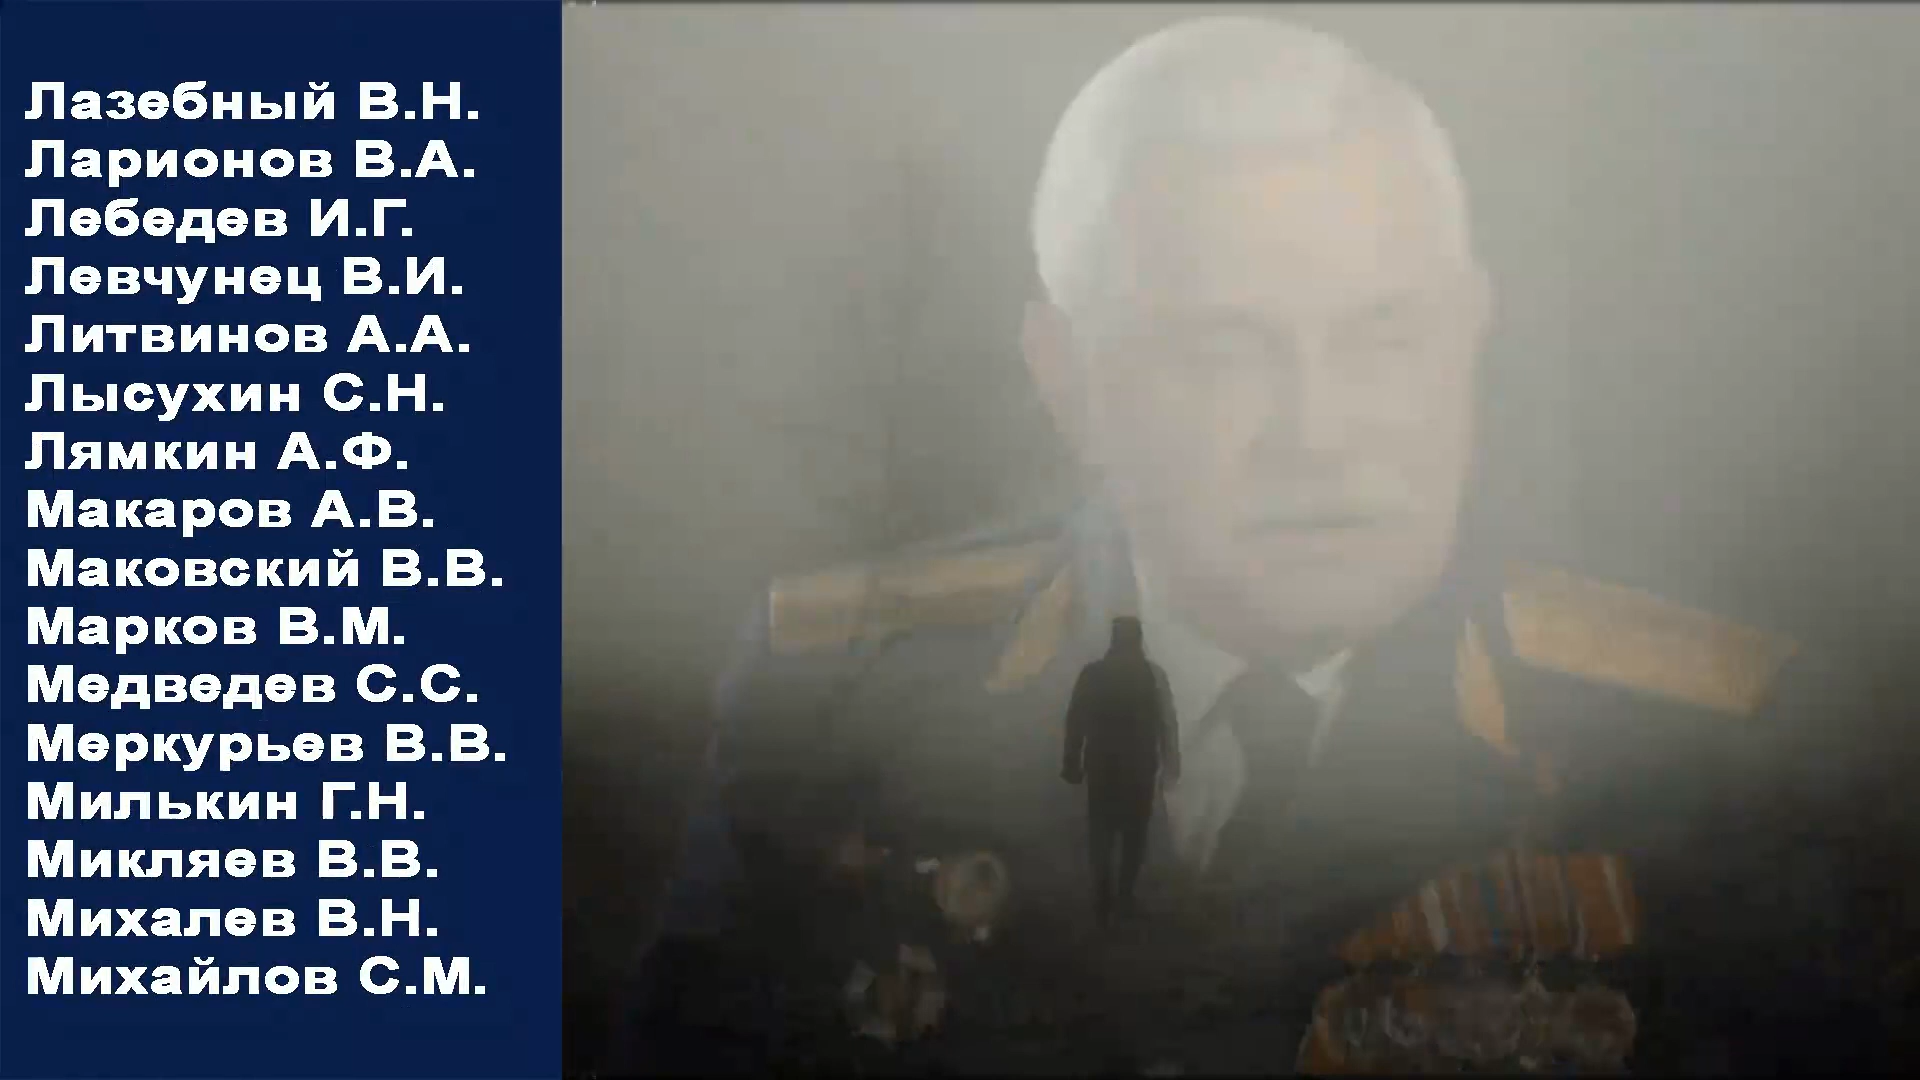 Лазебный В.Н.
Ларионов В.А.
Лебедев И.Г.
Левчунец В.И.
Литвинов А.А.
Лысухин С.Н.
Лямкин А.Ф.
Макаров А.В.
Маковский В.В.
Марков В.М.
Медведев С.С.
Меркурьев В.В.
Милькин Г.Н.
Микляев В.В.
Михалев В.Н.
Михайлов С.М.